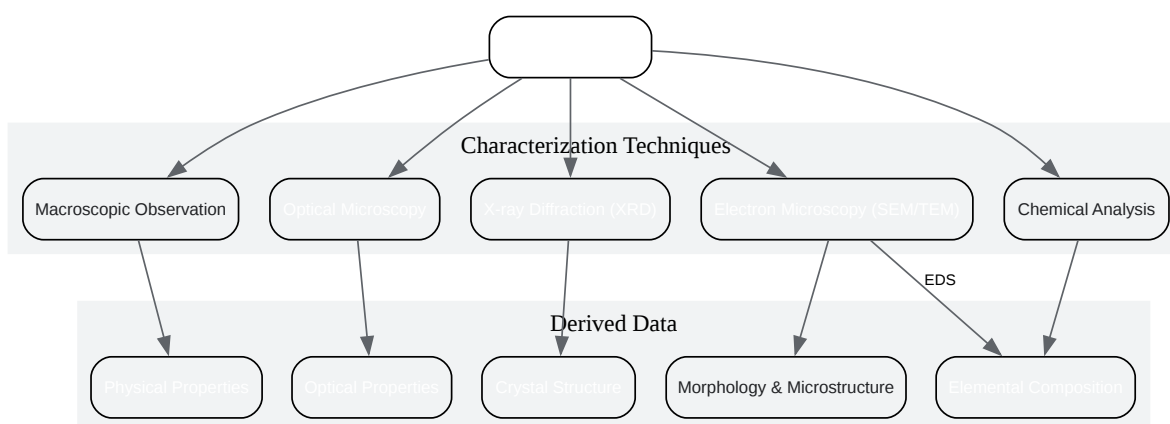 Characterization Techniques
Macroscopic Observation
Optical Microscopy
X-ray Diffraction (XRD)
Electron Microscopy (SEM/TEM)
Chemical Analysis
EDS
Derived Data
Physical Properties
Optical Properties
Crystal Structure
Morphology & Microstructure
Elemental Composition